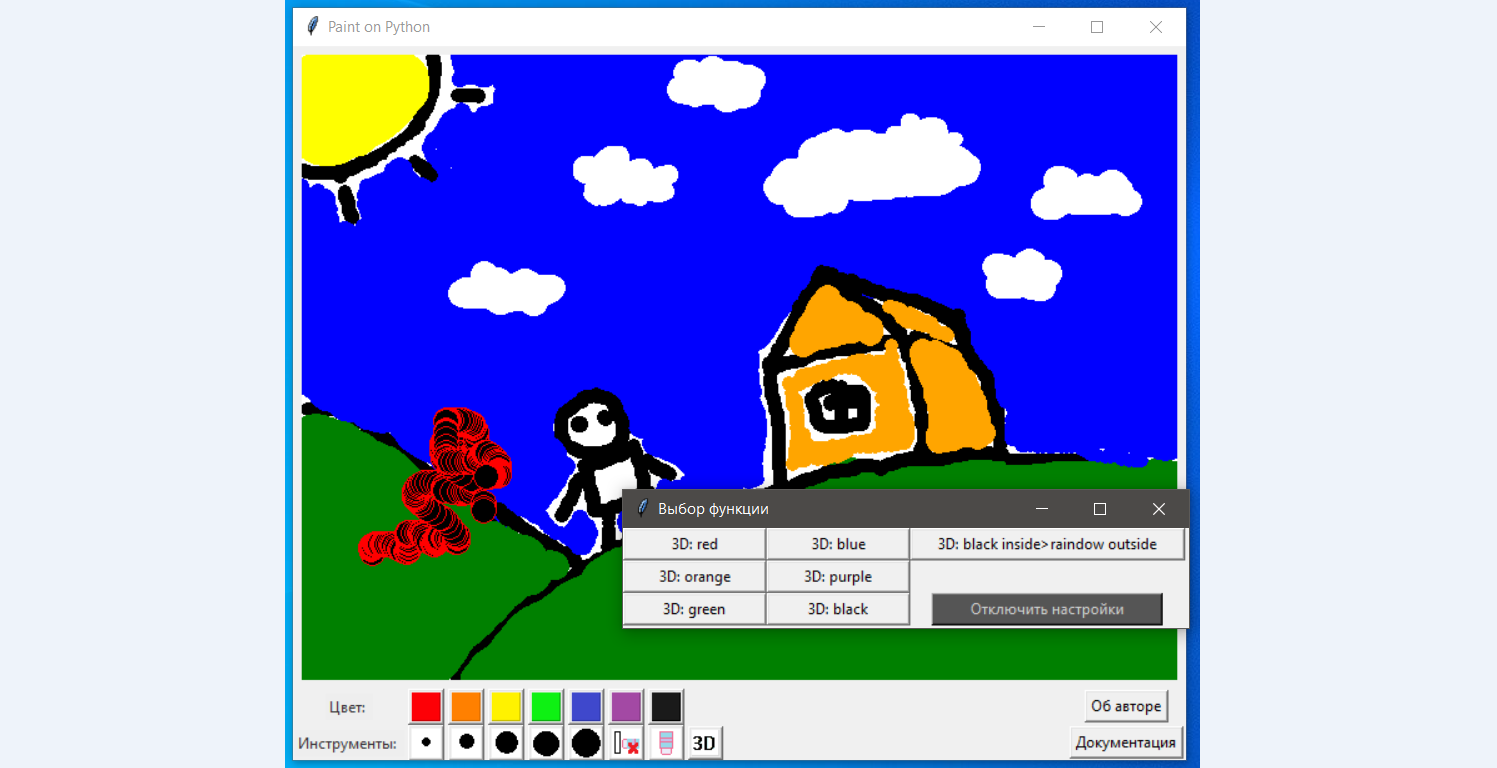 Paint on Python
Выбор функции
3D: red
3D: blue
3D: black inside>raindow outside
3D: orange
3D: purple
3D: green
3D: black
Отключить настройки
Цвет:
Об авторе
Инструменты:
3D
Документация